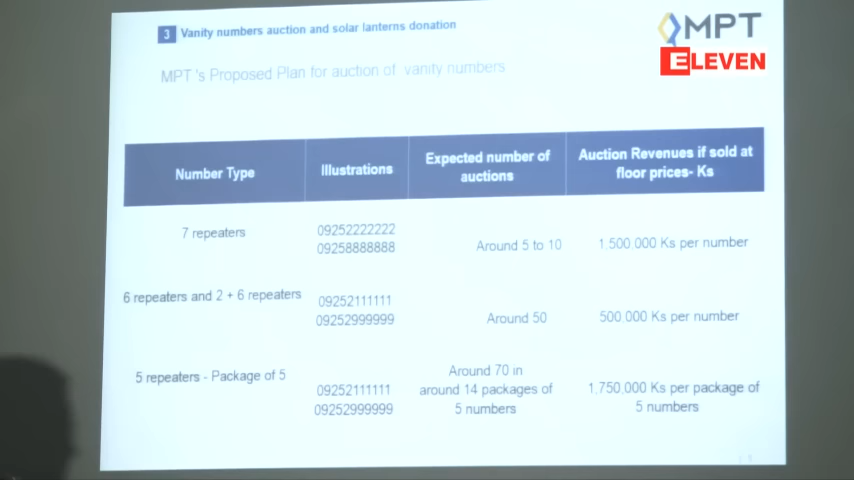 3 Vanity numbers auction and solar lanterns donation
MPT
ELEVEN
MPT 's Proposed Plan for auction of vanity numbers
Number Type
Illustrations
Expected number of
auctions
Auction Revenues if sold at
floor prices- Ks
7 repeaters
09252222222
09258888888
Around 5 to 10
1,500,000 Ks per number
6 repeaters and 2 + 6 repeaters
09252111111
09252999999
Around 50
500,000 Ks per number
5 repeaters - Package of 5
09252111111
09252999999
Around 70 in
around 14 packages of
5 numbers
1,750,000 Ks per package of
5 numbers